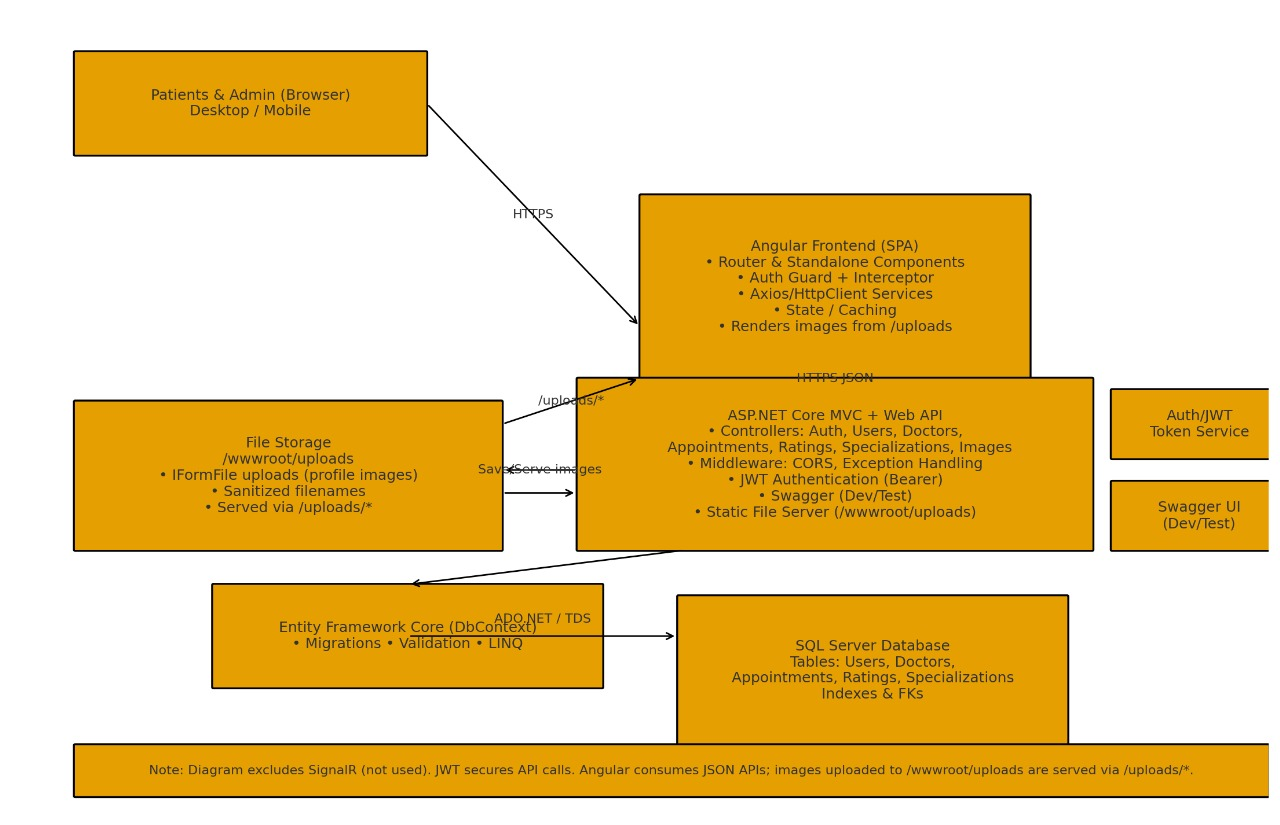 Patients & Admin (Browser)
Desktop / Mobile
HTTPS
Angular Frontend (SPA)
• Router & Standalone Components
• Auth Guard + Interceptor
• Axios/HttpClient Services
• State / Caching
• Renders images from /uploads
HTTPS JSON
/uploads/*
File Storage
/wwwroot/uploads
• IFormFile uploads (profile images)
• Sanitized filenames
• Served via /uploads/*
Save/Serve images
ASP.NET Core MVC + Web API
• Controllers: Auth, Users, Doctors,
Appointments, Ratings, Specializations, Images
• Middleware: CORS, Exception Handling
• JWT Authentication (Bearer)
• Swagger (Dev/Test)
• Static File Server (/wwwroot/uploads)
Auth/JWT
Token Service
Swagger UI
(Dev/Test)
ADO.NET / TDS
Entity Framework Core (DbContext)
• Migrations • Validation • LINQ
SQL Server Database
Tables: Users, Doctors,
Appointments, Ratings, Specializations
Indexes & FKs
Note: Diagram excludes SignalR (not used). JWT secures API calls. Angular consumes JSON APIs; images uploaded to /wwwroot/uploads are served via /uploads/*.